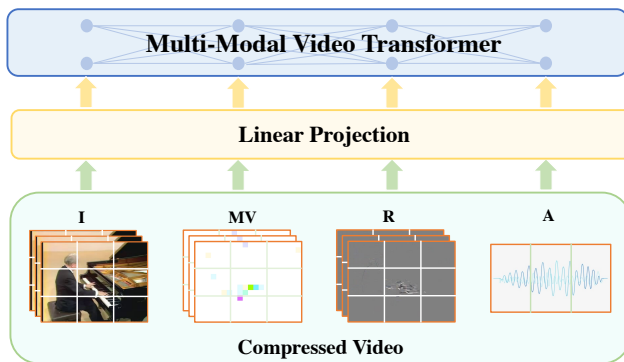 Multi-Modal Video Transformer
Linear Projection
I MV R A
Compressed Video